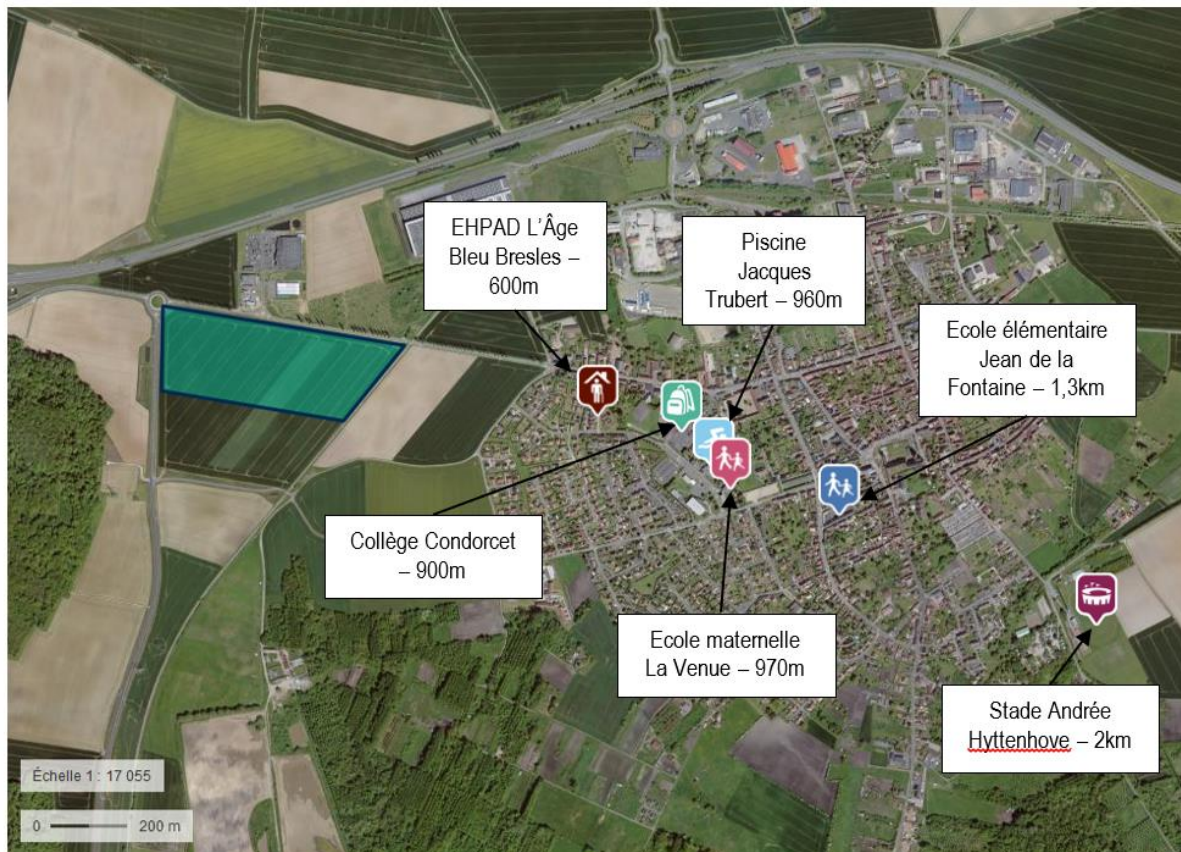 EHPAD L’Âge
Bleu Bresles –
600m
Piscine
Jacques
Trubert – 960m
Ecole élémentaire
Jean de la
Fontaine – 1,3km
Collège Condorcet
– 900m
Ecole maternelle
La Venue – 970m
Stade Andrée
Hyttenhove – 2km
Échelle 1 : 17 055
0 200 m